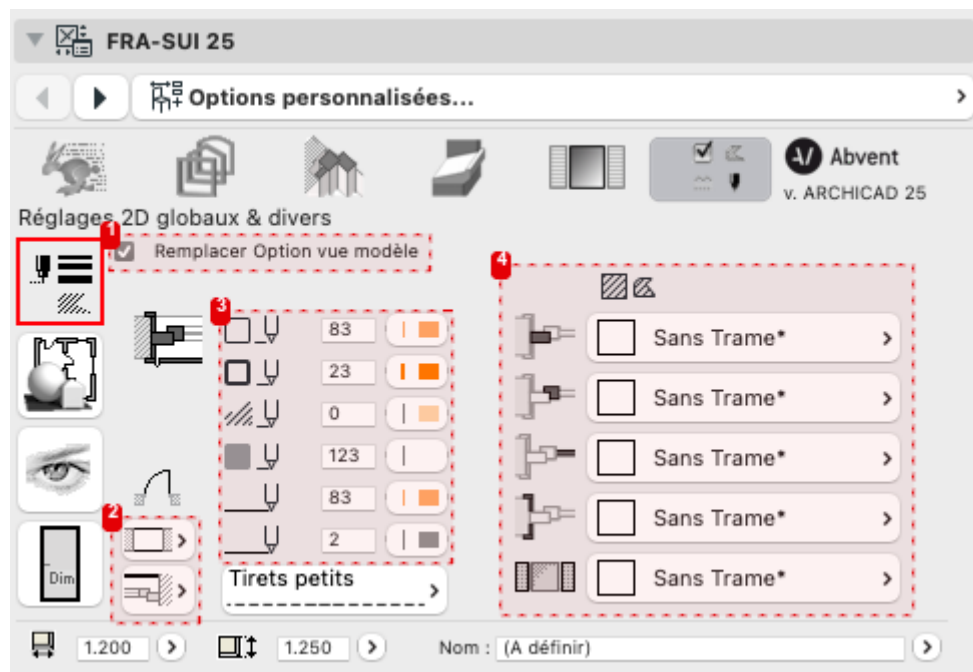 FRA-SUI 25
Options personnalisées...
Abvent
v. ARCHICAD 25
Réglages 2D globaux & divers
1
Remplacer Option vue modèle
4
3
83
Sans Trame*
23
Sans Trame*
0
123
Sans Trame*
83
2
Sans Trame*
2
Dim
Tirets petits
Sans Trame*
1.200
1.250
Nom : (A définir)